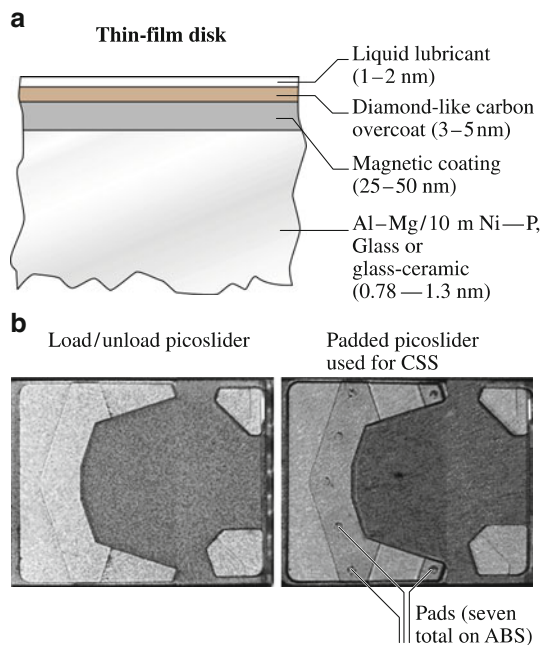 a
Thin-film disk
Liquid lubricant
(1–2 nm)
Diamond-like carbon
overcoat (3–5nm)
Magnetic coating
(25–50 nm)
Al–Mg/10 m Ni—P,
Glass or
glass-ceramic
(0.78 —1.3 nm)
b
Load/unload picoslider
Padded picoslider
used for CSS
Pads (seven
total on ABS)